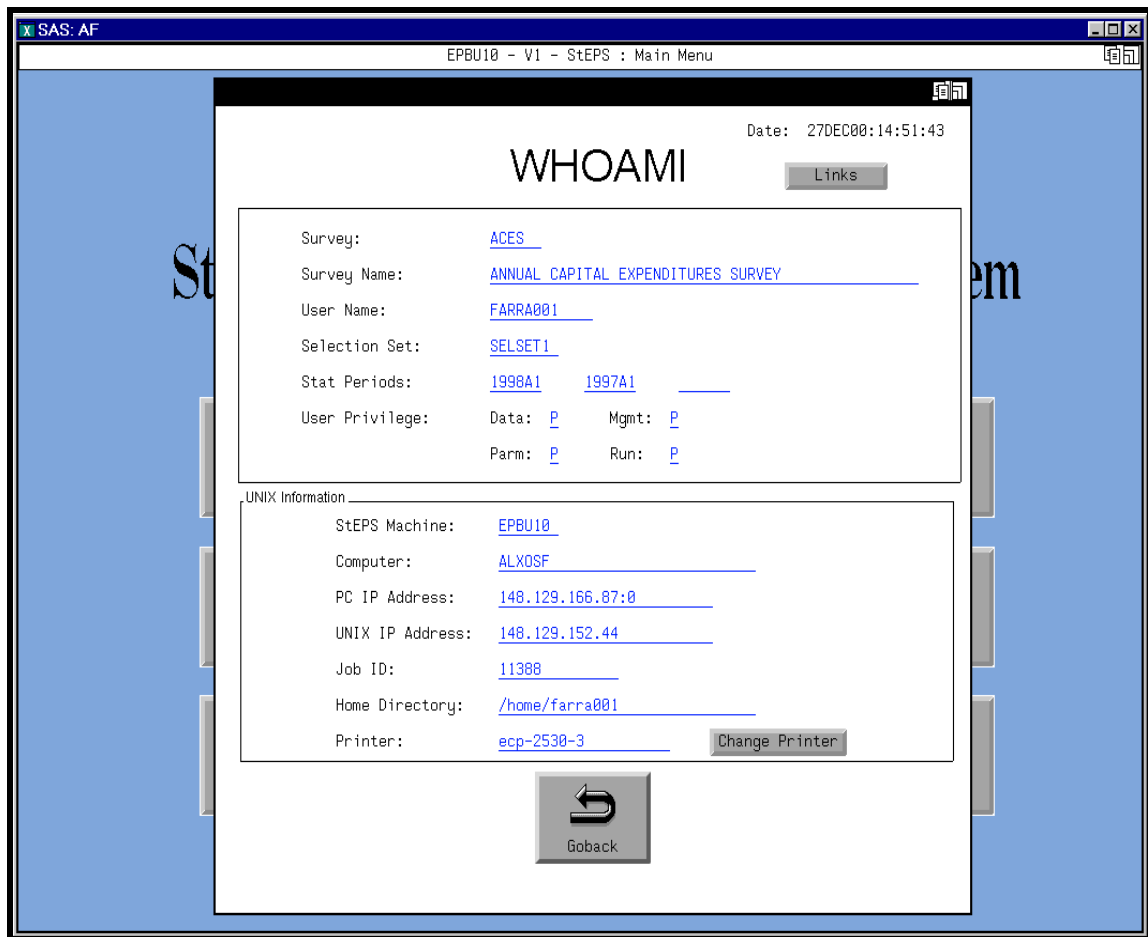 X SAS: AF
EPBU10 - V1 - StEPS : Main Menu
Date: 27DEC00:14:51:43
WHOAMI
Links
St
em
Survey: ACES
Survey Name: ANNUAL CAPITAL EXPENDITURES SURVEY
User Name: FARRA001
Selection Set: SELSET1
Stat Periods: 1998A1 1997A1
User Privilege: Data: P Mgmt: P
Parm: P Run: P
UNIX Information
StEPS Machine: EPBU10
Computer: ALXOSF
PC IP Address: 148.129.166.87:0
UNIX IP Address: 148.129.152.44
Job ID: 11388
Home Directory: /home/farra001
Printer: ecp-2530-3 Change Printer
Goback